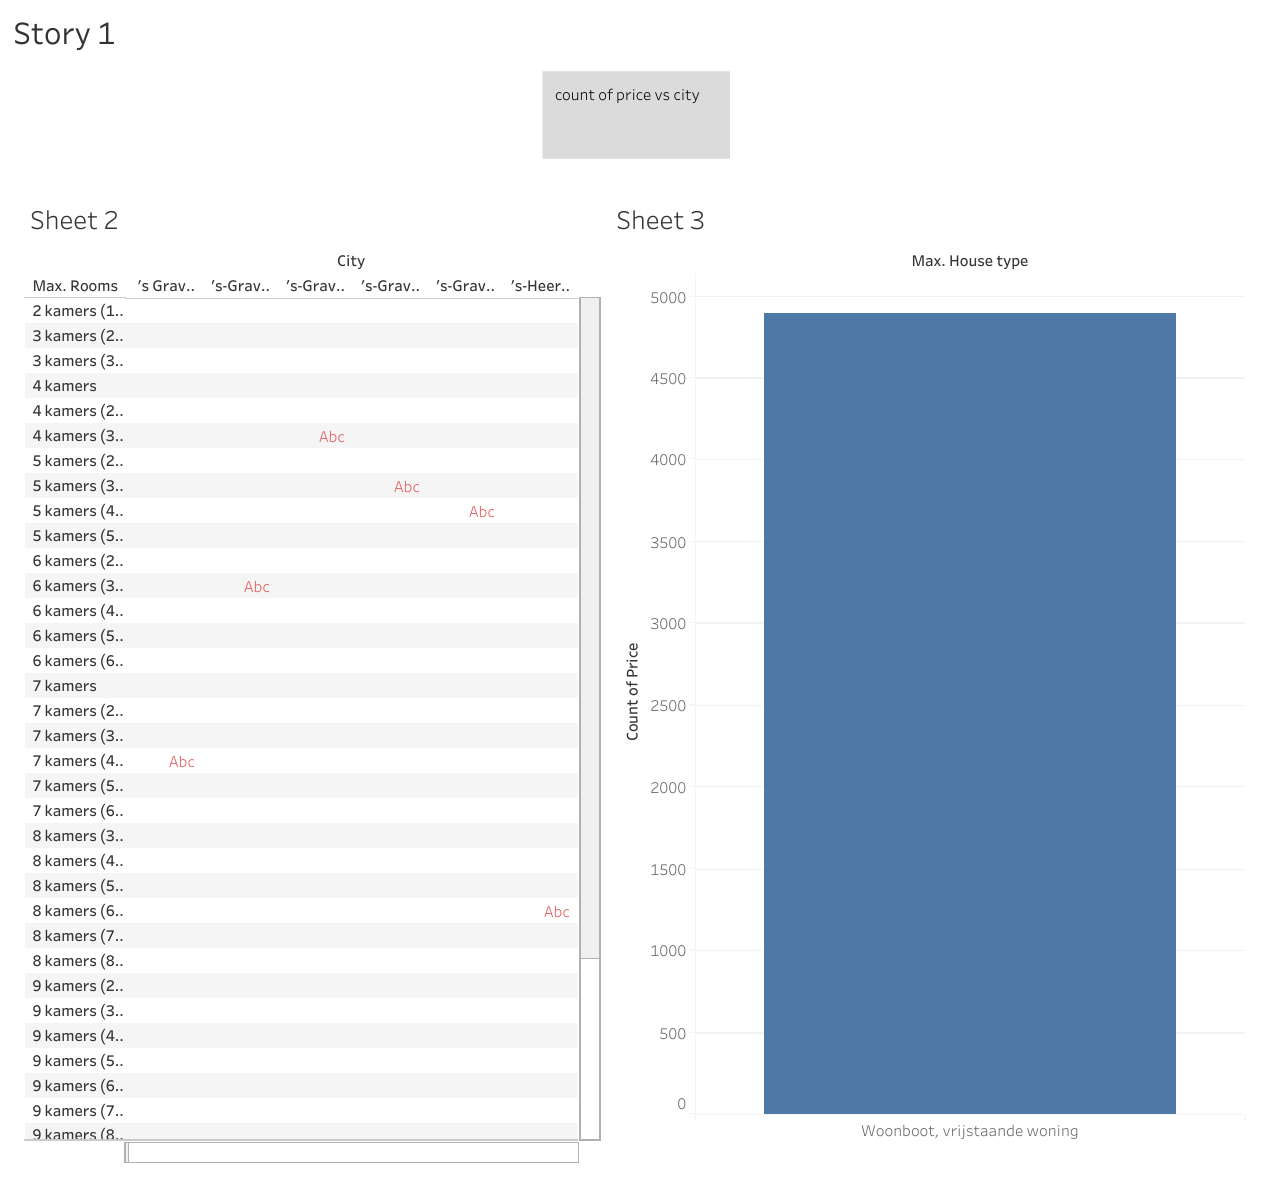 Story 1
count of price vs city
Sheet 2
City
Max. Rooms 's Grav.. 's-Grav.. 's-Grav.. 's-Grav.. 's-Grav.. 's-Heer..
2 kamers (1..
3 kamers (2..
3 kamers (3..
4 kamers
4 kamers (2..
4 kamers (3.. Abc
5 kamers (2..
5 kamers (3.. Abc
5 kamers (4.. Abc
5 kamers (5..
6 kamers (2..
6 kamers (3.. Abc
6 kamers (4..
6 kamers (5..
6 kamers (6..
7 kamers
7 kamers (2..
7 kamers (3..
7 kamers (4.. Abc
7 kamers (5..
7 kamers (6..
8 kamers (3..
8 kamers (4..
8 kamers (5..
8 kamers (6.. Abc
8 kamers (7..
8 kamers (8..
9 kamers (2..
9 kamers (3..
9 kamers (4..
9 kamers (5..
9 kamers (6..
9 kamers (7..
9 kamers (8..
Sheet 3
Max. House type
5000
4500
4000
3500
3000
2500
2000
1500
1000
500
0
Count of Price
Woonboot, vrijstaande woning